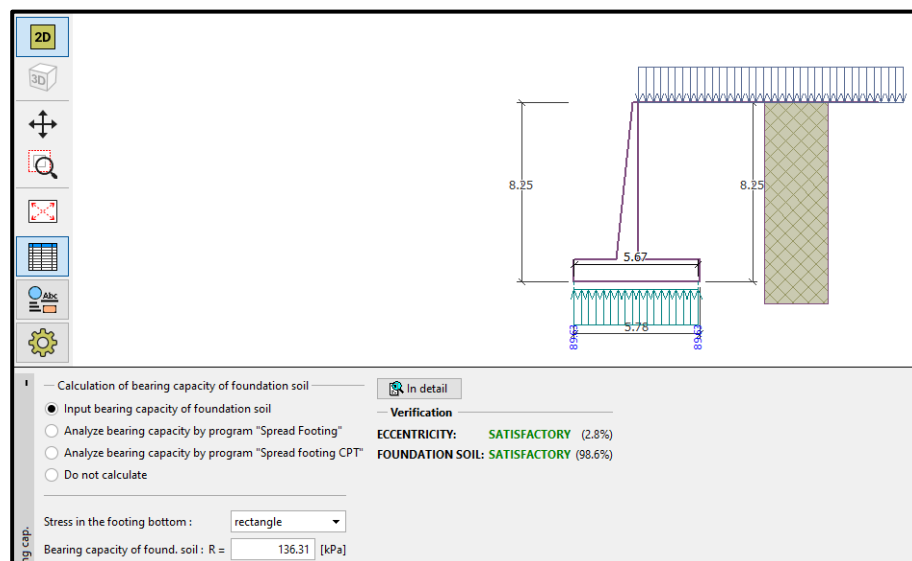 2D
3D
Abc
8.25
8.25
5.67
5.78
89.63
89.63
Calculation of bearing capacity of foundation soil
Input bearing capacity of foundation soil
Analyze bearing capacity by program "Spread Footing"
Analyze bearing capacity by program "Spread footing CPT"
Do not calculate
Stress in the footing bottom :
rectangle
Bearing capacity of found. soil : R = 136.31 [kPa]
In detail
Verification
ECCENTRICITY: SATISFACTORY (2.8%)
FOUNDATION SOIL: SATISFACTORY (98.6%)
ng cap.